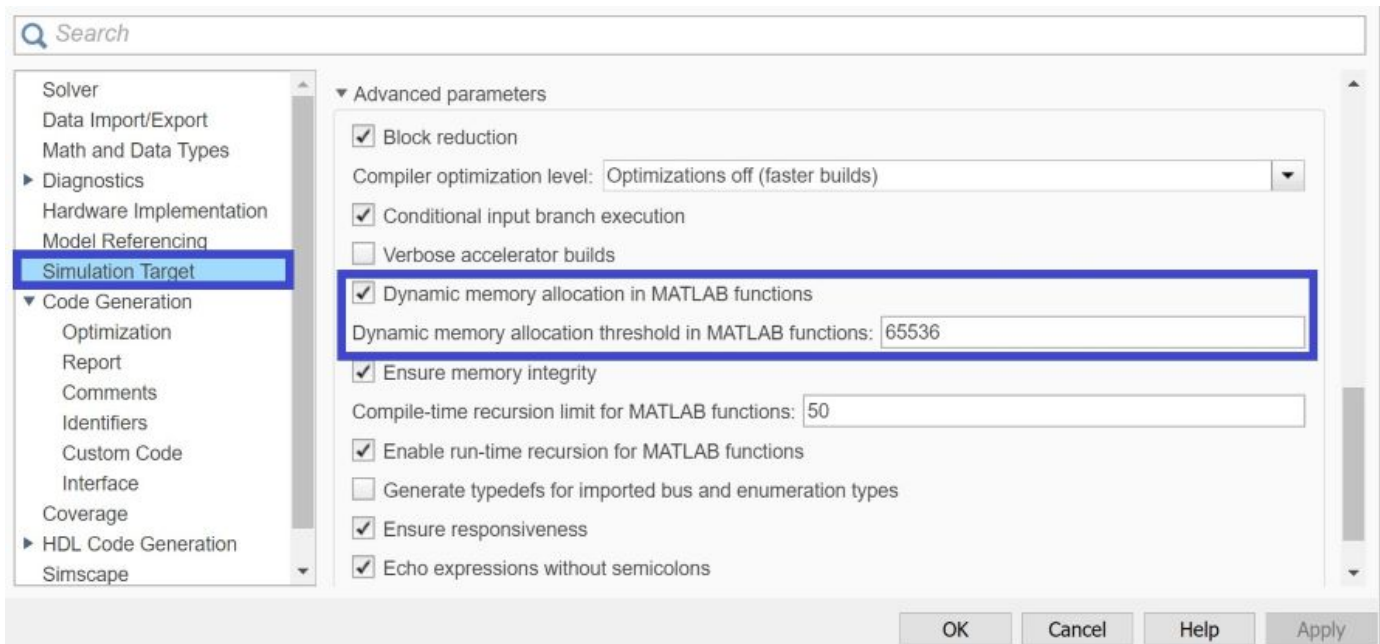 Search
Solver
Data Import/Export
Math and Data Types
Diagnostics
Hardware Implementation
Model Referencing
Simulation Target
Code Generation
Optimization
Report
Comments
Identifiers
Custom Code
Interface
Coverage
HDL Code Generation
Simscape
Advanced parameters
Block reduction
Compiler optimization level: Optimizations off (faster builds)
Conditional input branch execution
Verbose accelerator builds
Dynamic memory allocation in MATLAB functions
Dynamic memory allocation threshold in MATLAB functions: 65536
Ensure memory integrity
Compile-time recursion limit for MATLAB functions: 50
Enable run-time recursion for MATLAB functions
Generate typedefs for imported bus and enumeration types
Ensure responsiveness
Echo expressions without semicolons
OK Cancel Help Apply